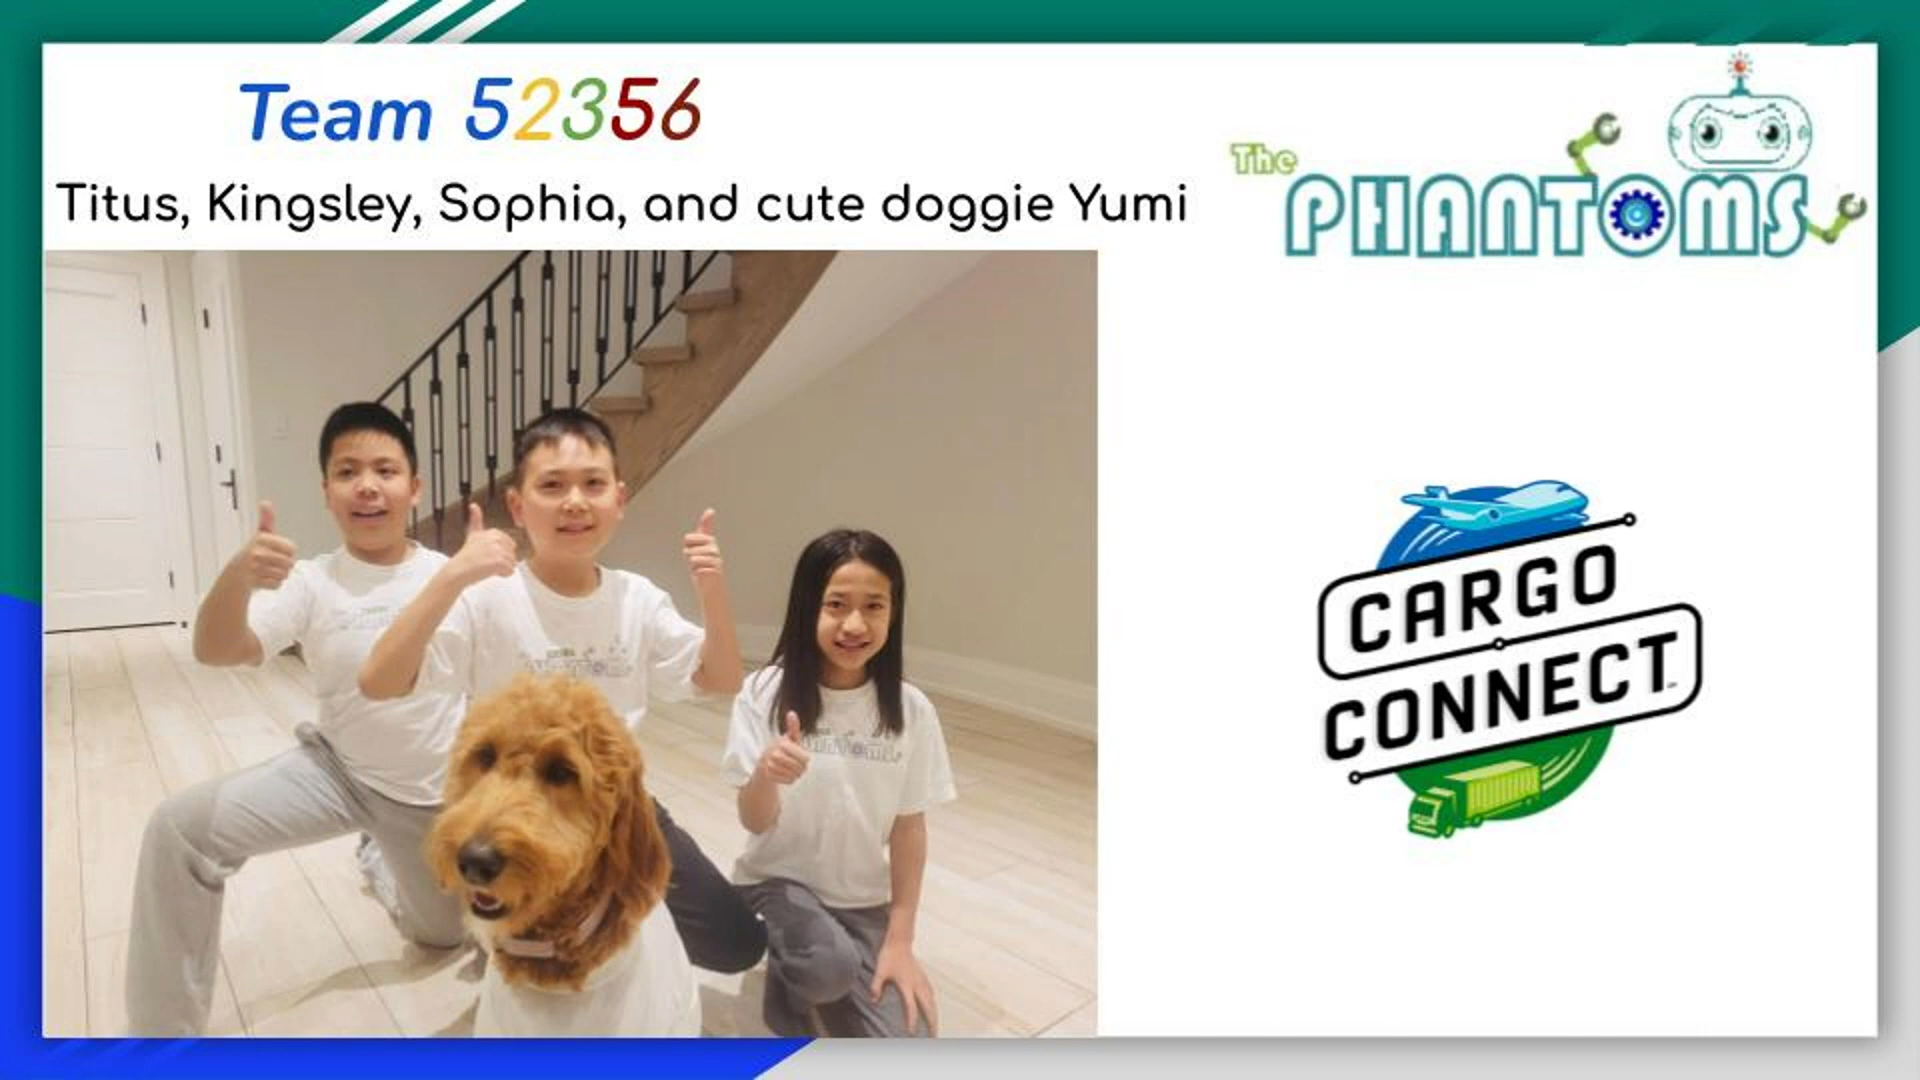 Team 52356
Titus, Kingsley, Sophia, and cute doggie Yumi
The
PHANTOMS
CARGO
CONNECT